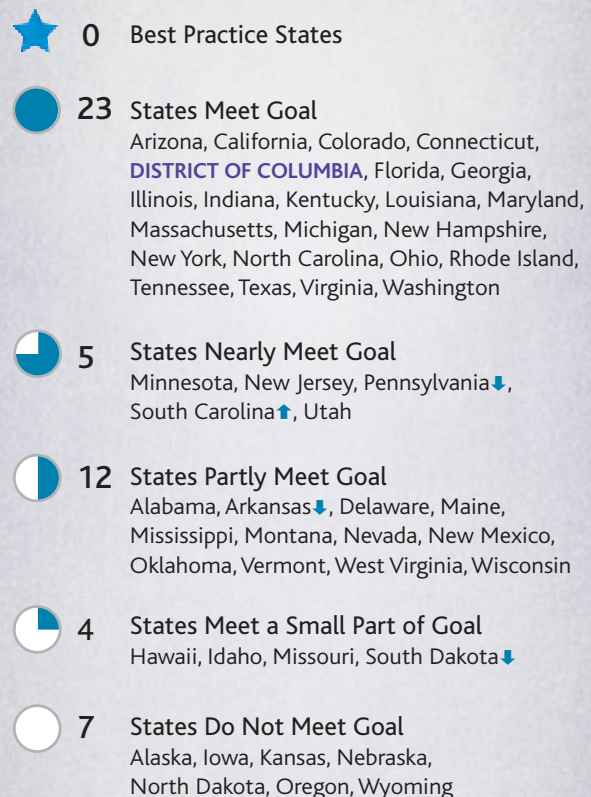 0 Best Practice States
23 States Meet Goal
Arizona, California, Colorado, Connecticut,
DISTRICT OF COLUMBIA, Florida, Georgia,
Illinois, Indiana, Kentucky, Louisiana, Maryland,
Massachusetts, Michigan, New Hampshire,
New York, North Carolina, Ohio, Rhode Island,
Tennessee, Texas, Virginia, Washington
5 States Nearly Meet Goal
Minnesota, New Jersey, Pennsylvania⬇,
South Carolina⬆, Utah
12 States Partly Meet Goal
Alabama, Arkansas⬇, Delaware, Maine,
Mississippi, Montana, Nevada, New Mexico,
Oklahoma, Vermont, West Virginia, Wisconsin
4 States Meet a Small Part of Goal
Hawaii, Idaho, Missouri, South Dakota⬇
7 States Do Not Meet Goal
Alaska, Iowa, Kansas, Nebraska,
North Dakota, Oregon, Wyoming